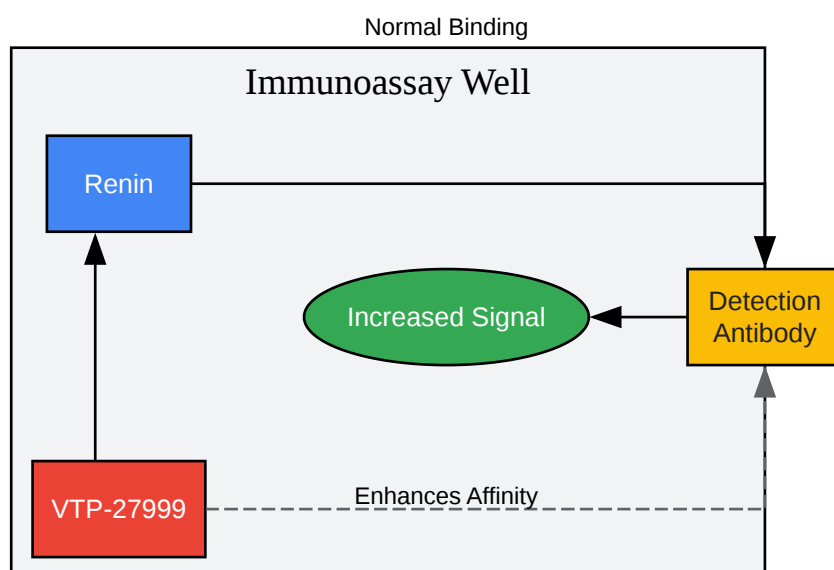 Normal Binding
Immunoassay Well
Renin
Increased Signal
Detection
Antibody
VTP-27999
Enhances Affinity